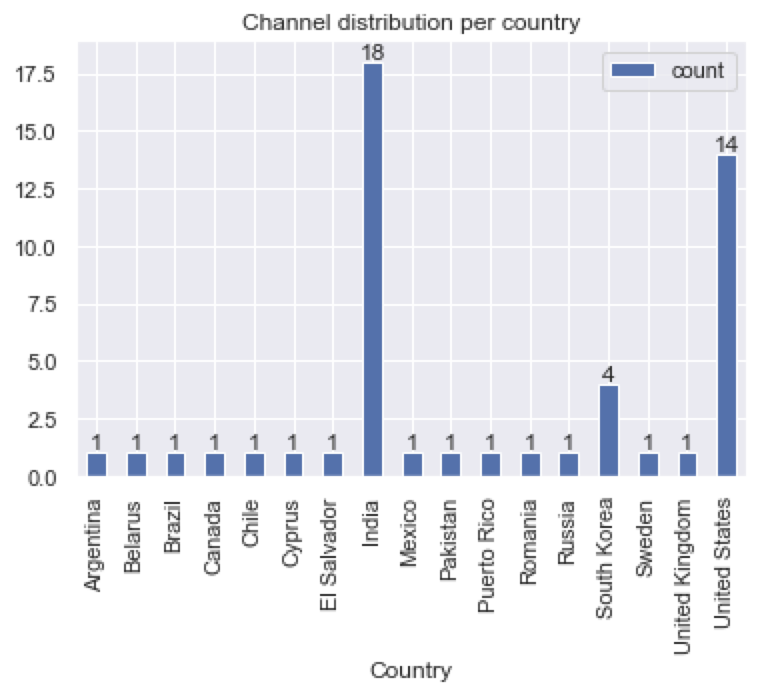 Channel distribution per country
count
17.5
15.0
12.5
10.0
7.5
5.0
2.5
0.0
1 1 1 1 1 1 1 18 1 1 1 1 1 4 1 1 14
Argentina
Belarus
Brazil
Canada
Chile
Cyprus
El Salvador
India
Mexico
Pakistan
Puerto Rico
Romania
Russia
South Korea
Sweden
United Kingdom
United States
Country